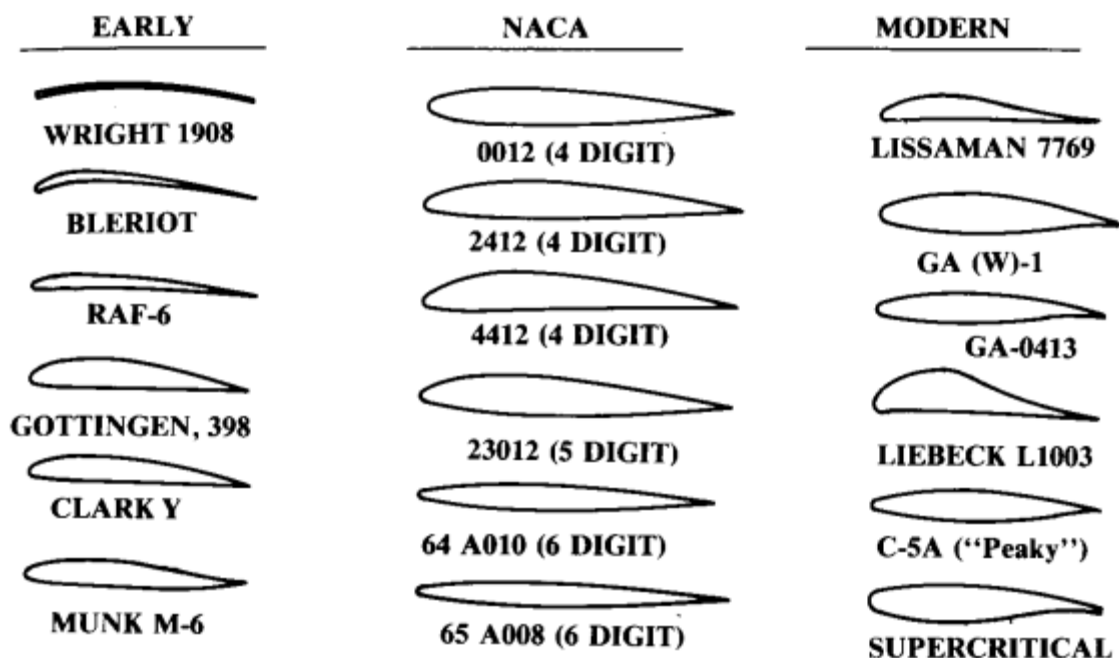 EARLY
WRIGHT 1908
BLERIOT
RAF-6
GOTTINGEN, 398
CLARK Y
MUNK M-6
NACA
0012 (4 DIGIT)
2412 (4 DIGIT)
4412 (4 DIGIT)
23012 (5 DIGIT)
64 A010 (6 DIGIT)
65 A008 (6 DIGIT)
MODERN
LISSAMAN 7769
GA (W)-1
GA-0413
LIEBECK L1003
C-5A (“Peaky”)
SUPERCRITICAL